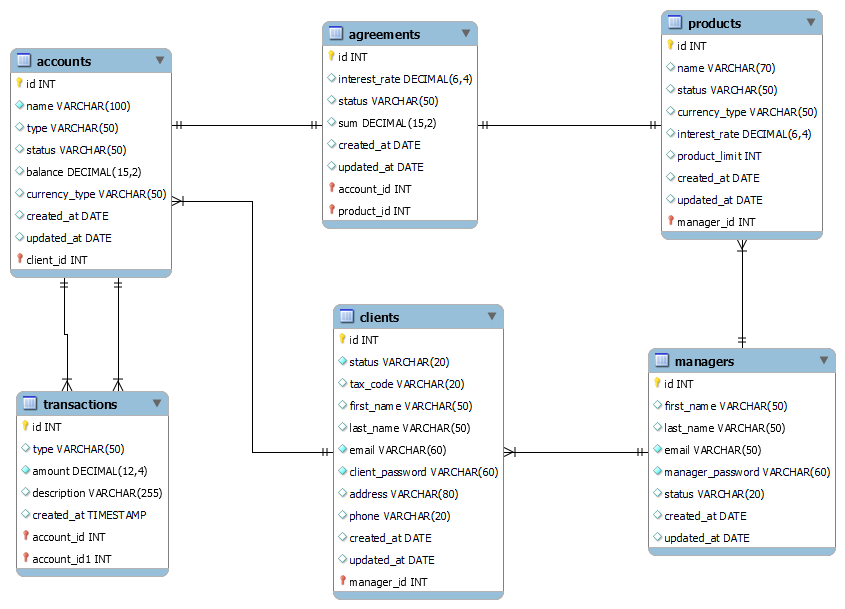 accounts
id INT
name VARCHAR(100)
type VARCHAR(50)
status VARCHAR(50)
balance DECIMAL(15,2)
currency_type VARCHAR(50)
created_at DATE
updated_at DATE
client_id INT
agreements
id INT
interest_rate DECIMAL(6,4)
status VARCHAR(50)
sum DECIMAL(15,2)
created_at DATE
updated_at DATE
account_id INT
product_id INT
products
id INT
name VARCHAR(70)
status VARCHAR(50)
currency_type VARCHAR(50)
interest_rate DECIMAL(6,4)
product_limit INT
created_at DATE
updated_at DATE
manager_id INT
transactions
id INT
type VARCHAR(50)
amount DECIMAL(12,4)
description VARCHAR(255)
created_at TIMESTAMP
account_id INT
account_id1 INT
clients
id INT
status VARCHAR(20)
tax_code VARCHAR(20)
first_name VARCHAR(50)
last_name VARCHAR(50)
email VARCHAR(60)
client_password VARCHAR(60)
address VARCHAR(80)
phone VARCHAR(20)
created_at DATE
updated_at DATE
manager_id INT
managers
id INT
first_name VARCHAR(50)
last_name VARCHAR(50)
email VARCHAR(50)
manager_password VARCHAR(60)
status VARCHAR(20)
created_at DATE
updated_at DATE